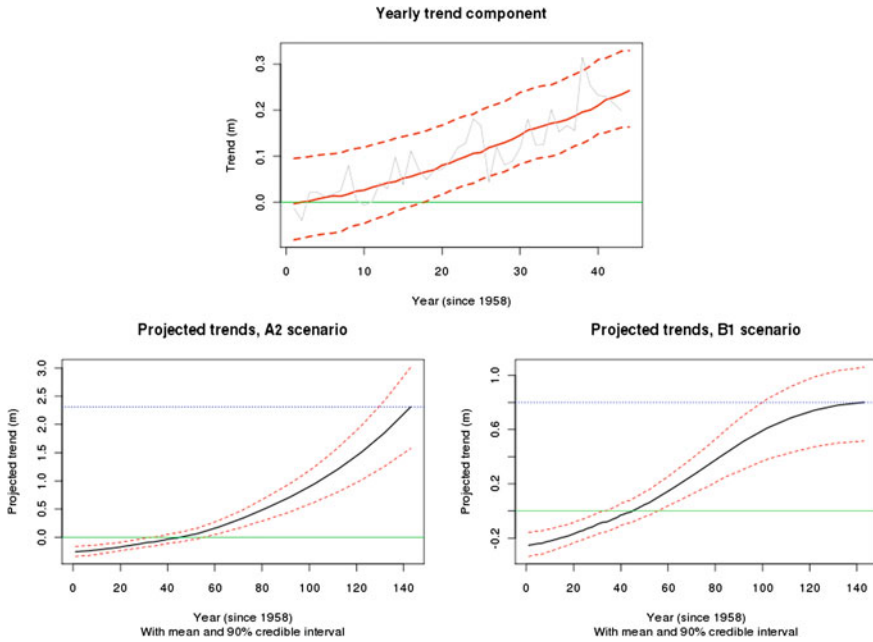 Yearly trend component
Trend (m)
0.3
0.2
0.1
0.0
0 10 20 30 40
Year (since 1958)
Projected trends, A2 scenario
Projected trend (m)
3.0
2.5
2.0
1.5
1.0
0.5
0.0
0 20 40 60 80 100 120 140
Year (since 1958)
With mean and 90% credible interval
Projected trends, B1 scenario
Projected trend (m)
1.0
0.6
0.2
-0.2
0 20 40 60 80 100 120 140
Year (since 1958)
With mean and 90% credible interval